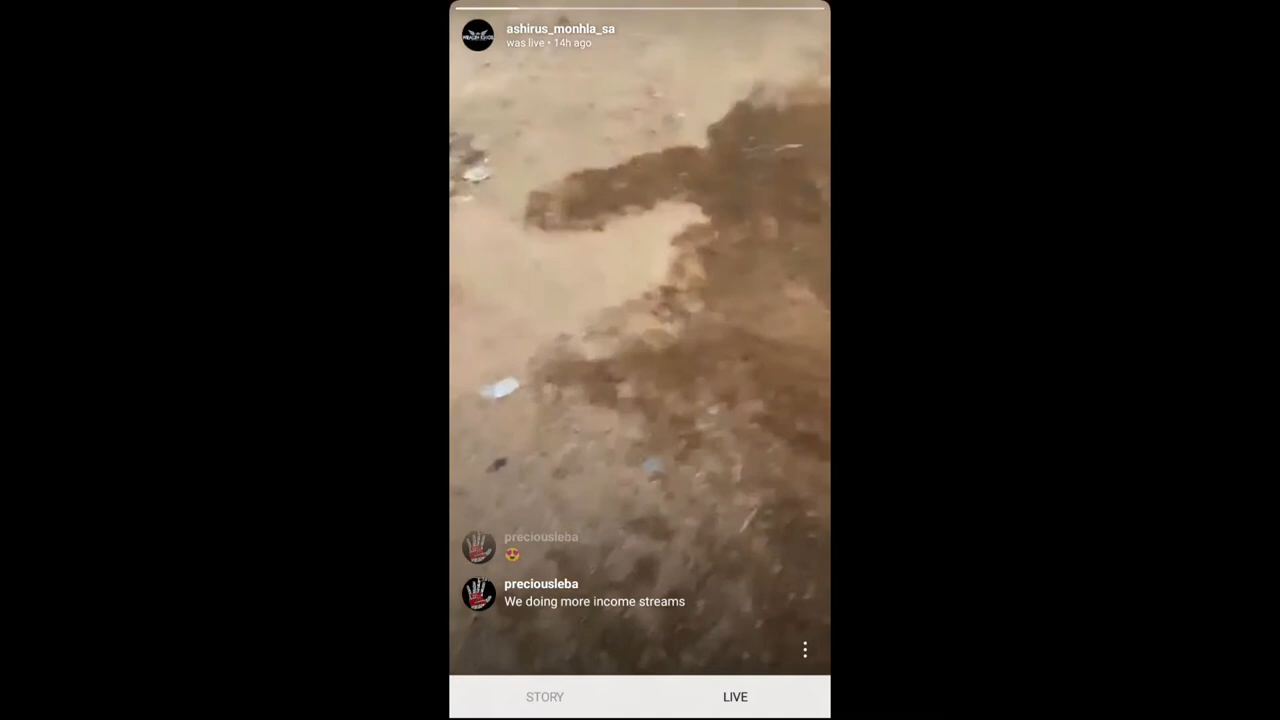 ashirus_monhla_sa
was live • 14h ago
preciousleba
😍
preciousleba
We doing more income streams
STORY
LIVE